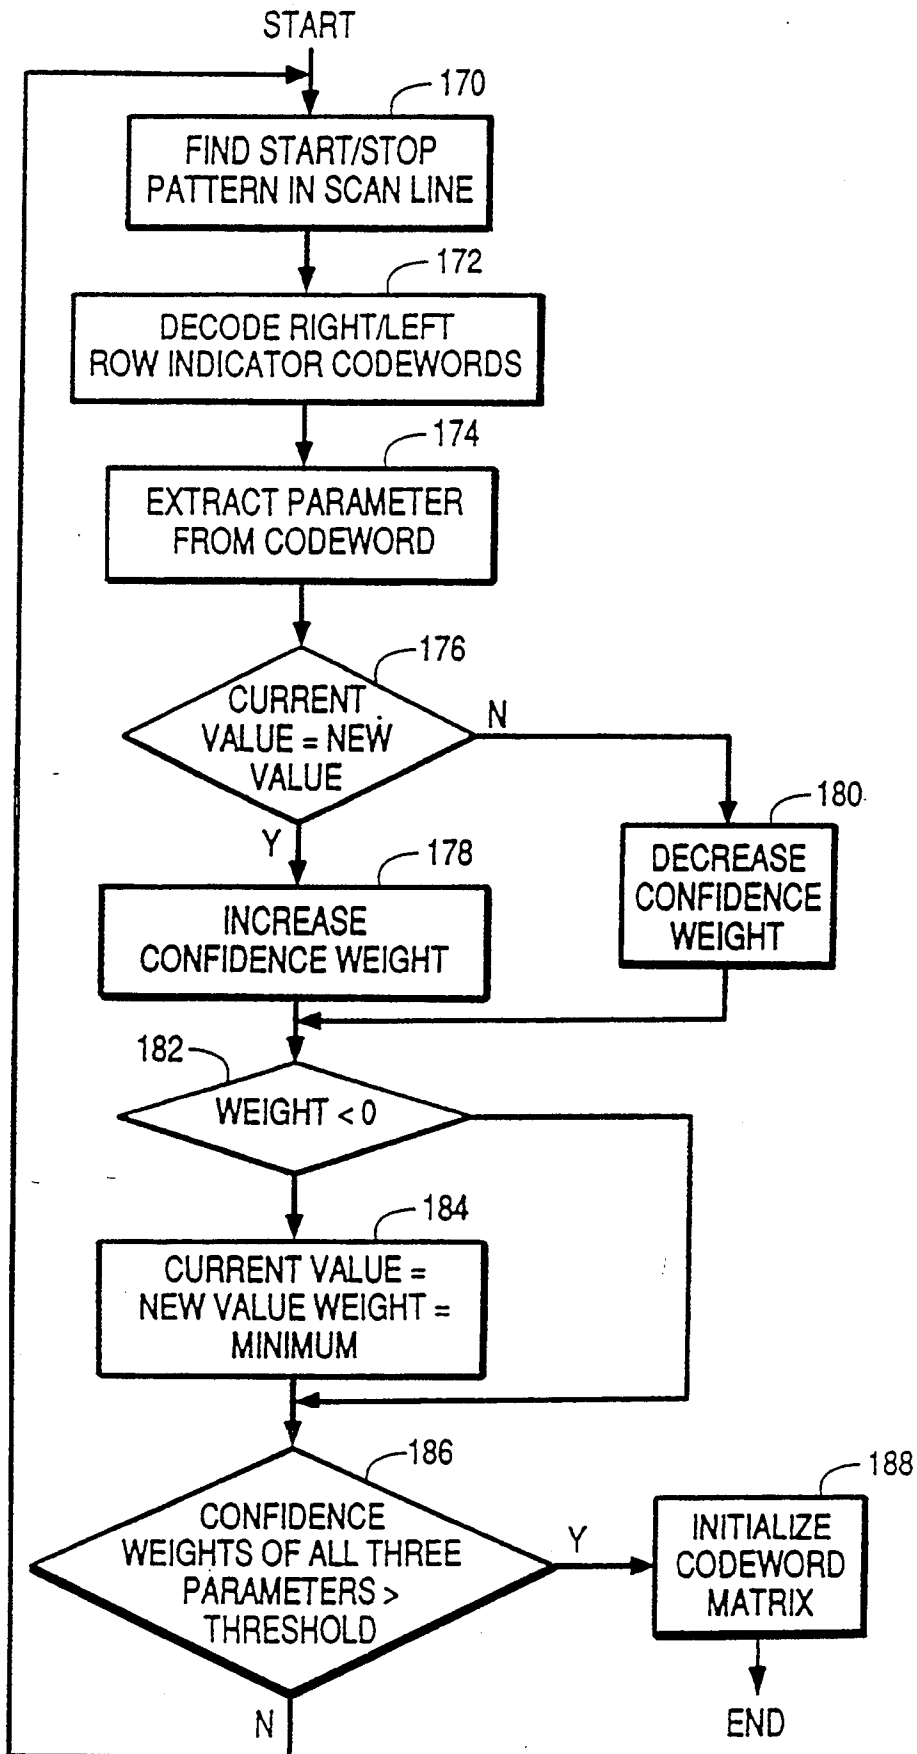 START
170
FIND START/STOP
PATTERN IN SCAN LINE
172
DECODE RIGHT/LEFT
ROW INDICATOR CODEWORDS
174
EXTRACT PARAMETER
FROM CODEWORD
176
CURRENT
VALUE = NEW
VALUE
N
Y
180
DECREASE
CONFIDENCE
WEIGHT
178
INCREASE
CONFIDENCE WEIGHT
182
WEIGHT < 0
184
CURRENT VALUE =
NEW VALUE WEIGHT =
MINIMUM
186
CONFIDENCE
WEIGHTS OF ALL THREE
PARAMETERS >
THRESHOLD
Y
N
188
INITIALIZE
CODEWORD
MATRIX
END